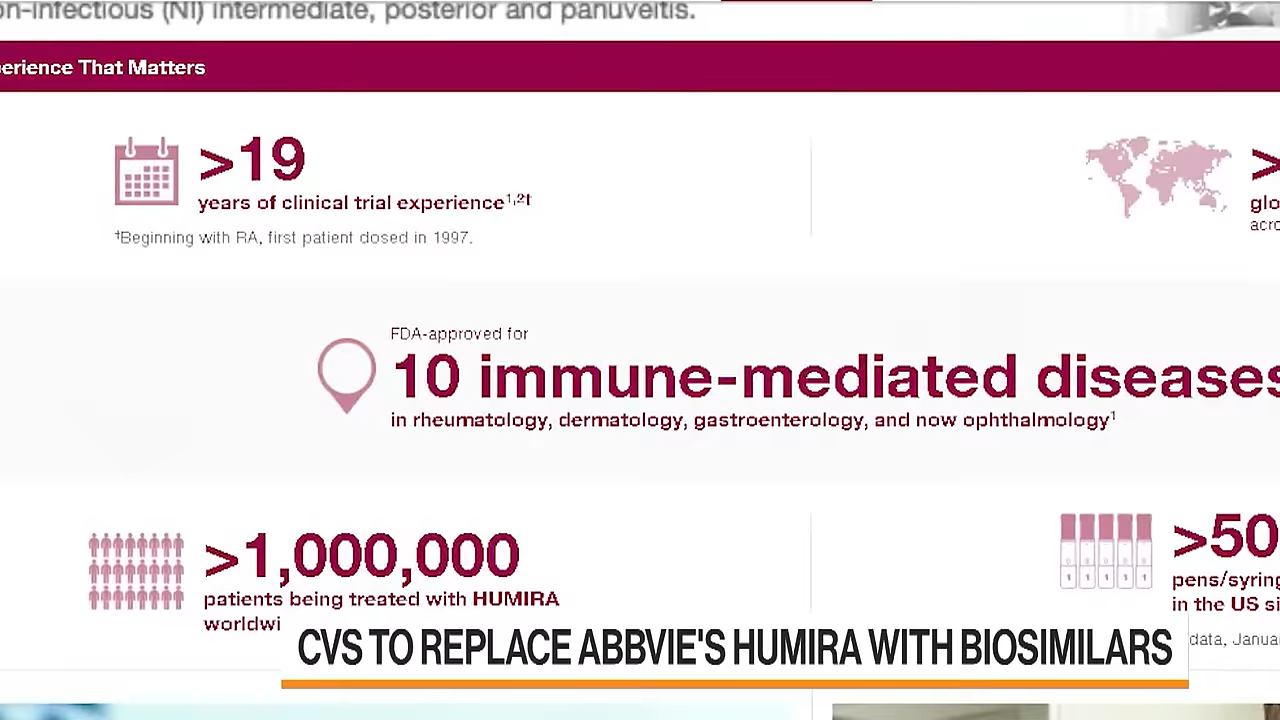 on-infectious (NI) intermediate, posterior and panuveitis.
erience That Matters
>19
years of clinical trial experience1,2†
†Beginning with RA, first patient dosed in 1997.
>
glo
acro
FDA-approved for
10 immune-mediated diseases
in rheumatology, dermatology, gastroenterology, and now ophthalmology1
>1,000,000
patients being treated with HUMIRA
worldwi
>50
pens/syring
in the US si
data, Janua
CVS TO REPLACE ABBVIE'S HUMIRA WITH BIOSIMILARS